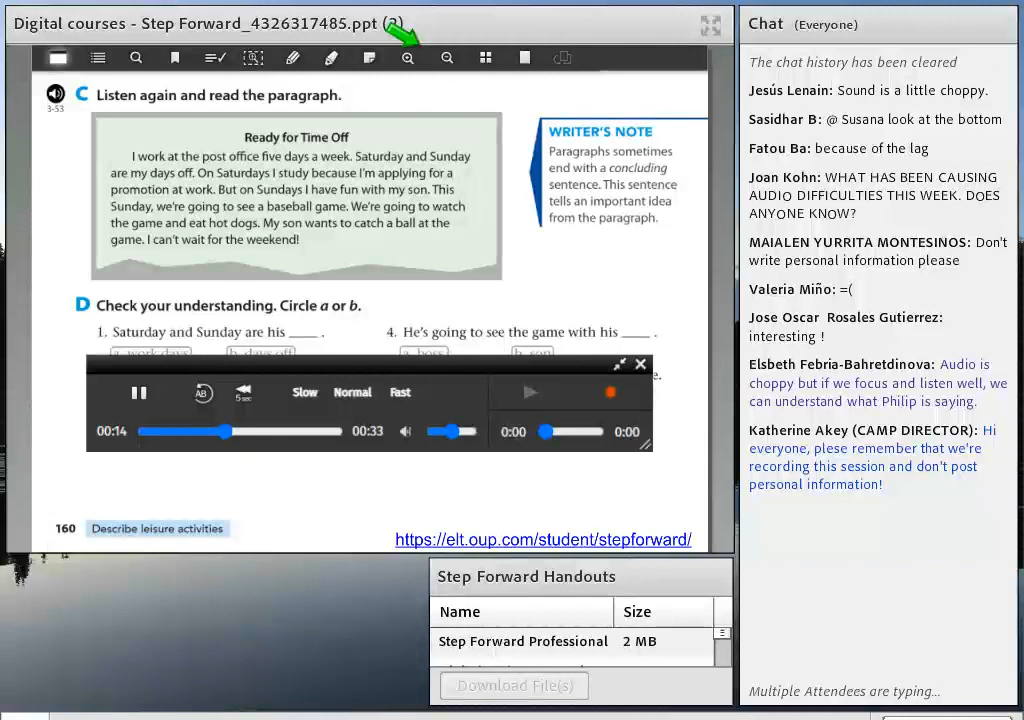 Digital courses - Step Forward_4326317485.ppt (2)
C Listen again and read the paragraph.
3-53
Ready for Time Off
I work at the post office five days a week. Saturday and Sunday
are my days off. On Saturdays I study because I'm applying for a
promotion at work. But on Sundays I have fun with my son. This
Sunday, we're going to see a baseball game. We're going to watch
the game and eat hot dogs. My son wants to catch a ball at the
game. I can't wait for the weekend!
WRITER'S NOTE
Paragraphs sometimes
end with a concluding
sentence. This sentence
tells an important idea
from the paragraph.
D Check your understanding. Circle a or b.
1. Saturday and Sunday are his ____ .
a. work days b. days off
4. He's going to see the game with his ____ .
a. boss b. son
AB
5 sec
Slow Normal Fast
00:14 00:33 0:00 0:00
160 Describe leisure activities
https://elt.oup.com/student/stepforward/
Step Forward Handouts
Name Size
Step Forward Professional 2 MB
Download File(s)
Chat (Everyone)
The chat history has been cleared
Jesús Lenain: Sound is a little choppy.
Sasidhar B: @ Susana look at the bottom
Fatou Ba: because of the lag
Joan Kohn: WHAT HAS BEEN CAUSING
AUDIO DIFFICULTIES THIS WEEK. DOES
ANYONE KNOW?
MAIALEN YURRITA MONTESINOS: Don't
write personal information please
Valeria Miño: =(
Jose Oscar Rosales Gutierrez:
interesting !
Elsbeth Febria-Bahretdinova: Audio is
choppy but if we focus and listen well, we
can understand what Philip is saying.
Katherine Akey (CAMP DIRECTOR): Hi
everyone, plese remember that we're
recording this session and don't post
personal information!
Multiple Attendees are typing...